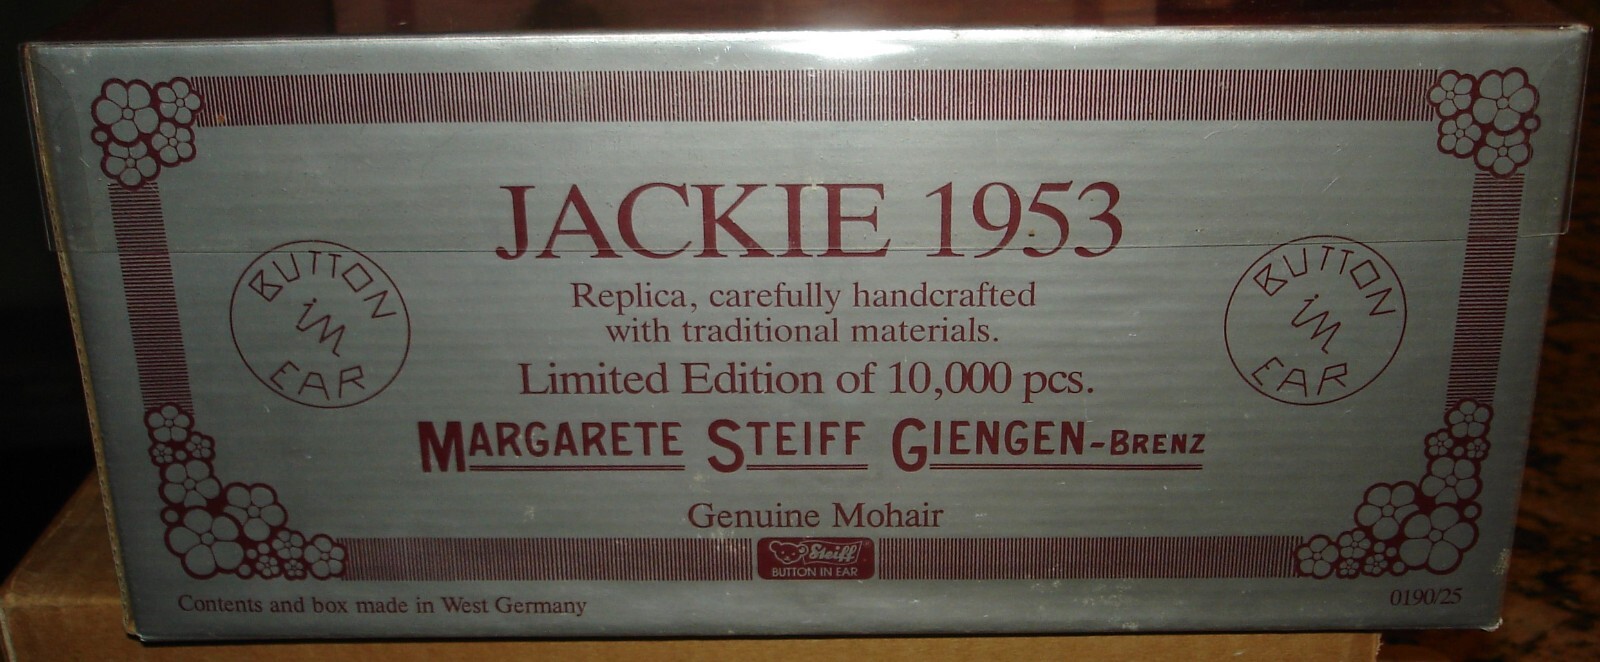 JACKIE 1953
Replica, carefully handcrafted
with traditional materials.
Limited Edition of 10,000 pcs.
MARGARETE STEIFF GIENGEN-BRENZ
Genuine Mohair
BUTTON
im
EAR
BUTTON
im
EAR
Steiff
BUTTON IN EAR
Contents and box made in West Germany
0190/25